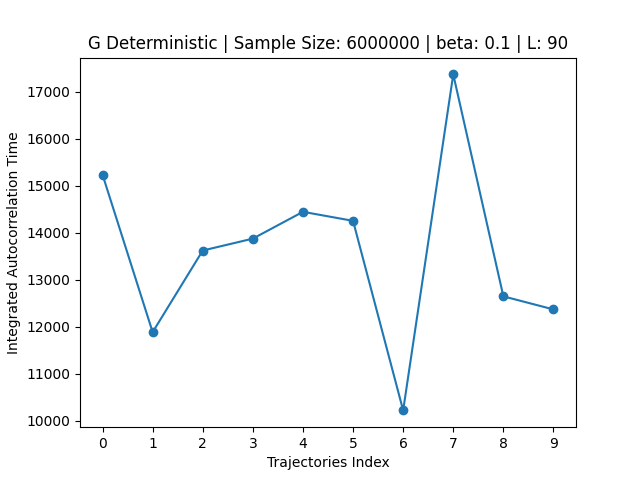 G Deterministic | Sample Size: 6000000 | beta: 0.1 | L: 90
Integrated Autocorrelation Time
17000
16000
15000
14000
13000
12000
11000
10000
0 1 2 3 4 5 6 7 8 9
Trajectories Index